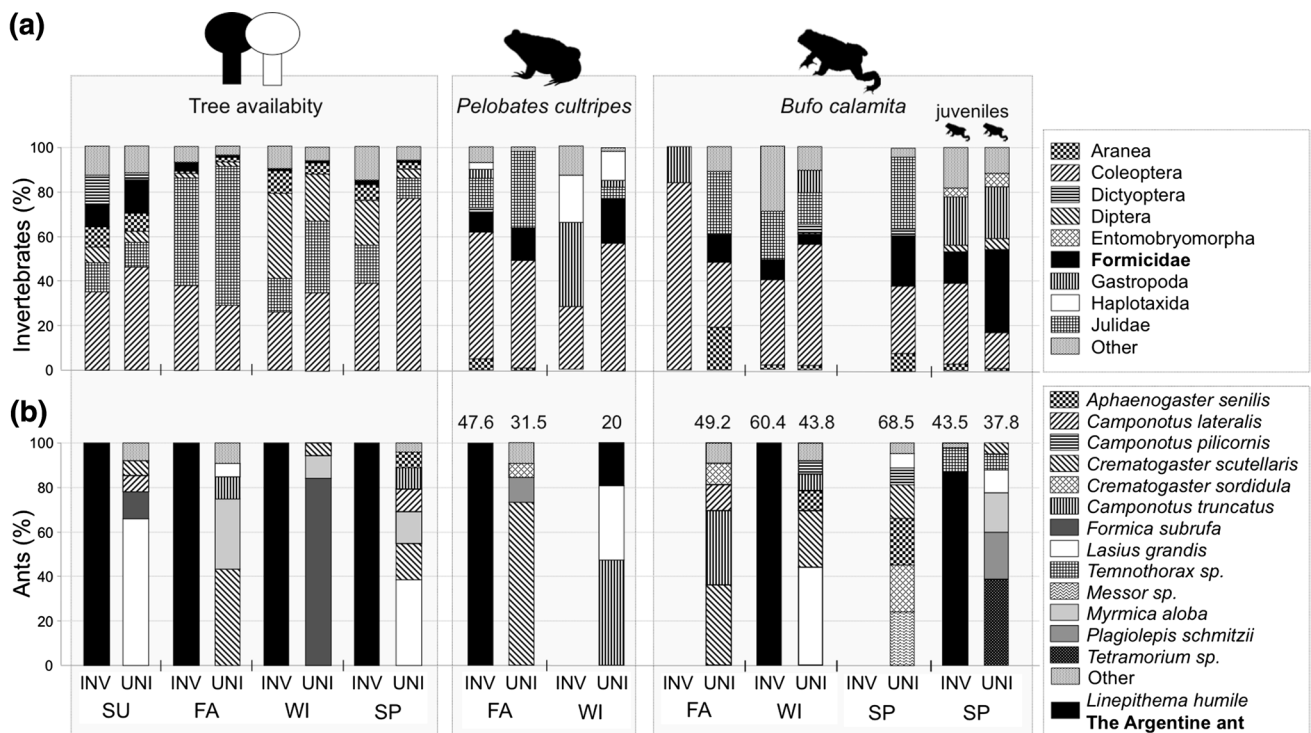 (a)
Tree availabity
Pelobates cultripes
Bufo calamita
juveniles
Invertebrates (%)
100
80
60
40
20
0
Aranea
Coleoptera
Dictyoptera
Diptera
Entomobryomorpha
Formicidae
Gastropoda
Haplotaxida
Julidae
Other
(b)
47.6 31.5 20 49.2 60.4 43.8 68.5 43.5 37.8
Ants (%)
100
80
60
40
20
0
INV UNI INV UNI INV UNI INV UNI INV UNI INV UNI INV UNI INV UNI INV UNI INV UNI
SU FA WI SP FA WI FA WI SP SP
Aphaenogaster senilis
Camponotus lateralis
Camponotus pilicornis
Crematogaster scutellaris
Crematogaster sordidula
Camponotus truncatus
Formica subrufa
Lasius grandis
Temnothorax sp.
Messor sp.
Myrmica aloba
Plagiolepis schmitzii
Tetramorium sp.
Other
Linepithema humile
The Argentine ant